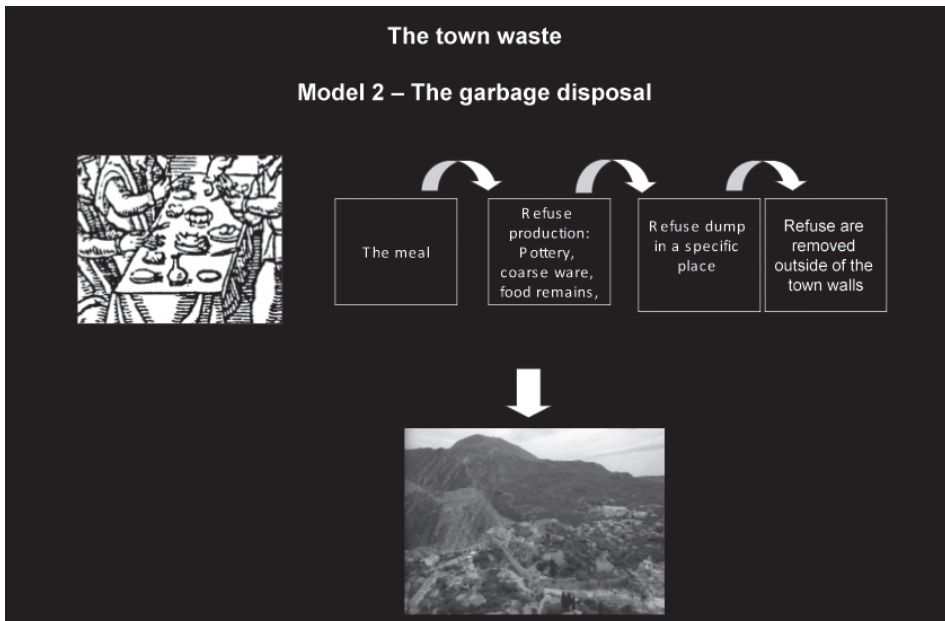 The town waste
Model 2 – The garbage disposal
The meal
Refuse
production:
Pottery,
coarse ware,
food remains,
Refuse dump
in a specific
place
Refuse are
removed
outside of the
town walls